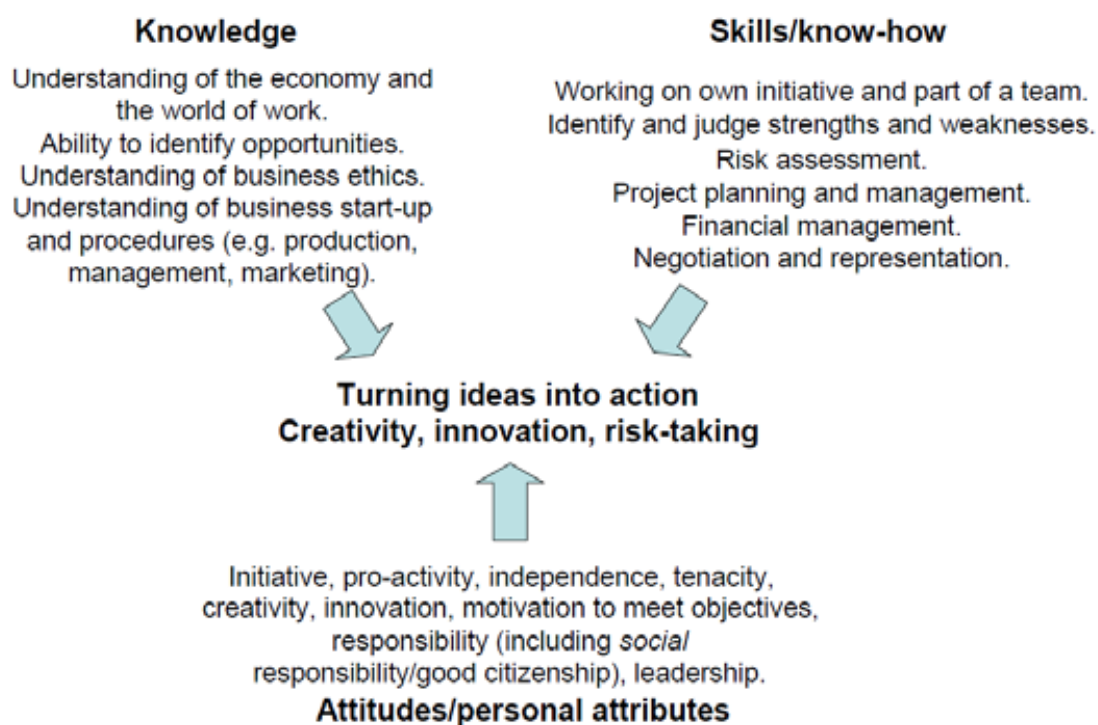 Knowledge
Understanding of the economy and
the world of work.
Ability to identify opportunities.
Understanding of business ethics.
Understanding of business start-up
and procedures (e.g. production,
management, marketing).
Skills/know-how
Working on own initiative and part of a team.
Identify and judge strengths and weaknesses.
Risk assessment.
Project planning and management.
Financial management.
Negotiation and representation.
Turning ideas into action
Creativity, innovation, risk-taking
Initiative, pro-activity, independence, tenacity,
creativity, innovation, motivation to meet objectives,
responsibility (including social
responsibility/good citizenship), leadership.
Attitudes/personal attributes